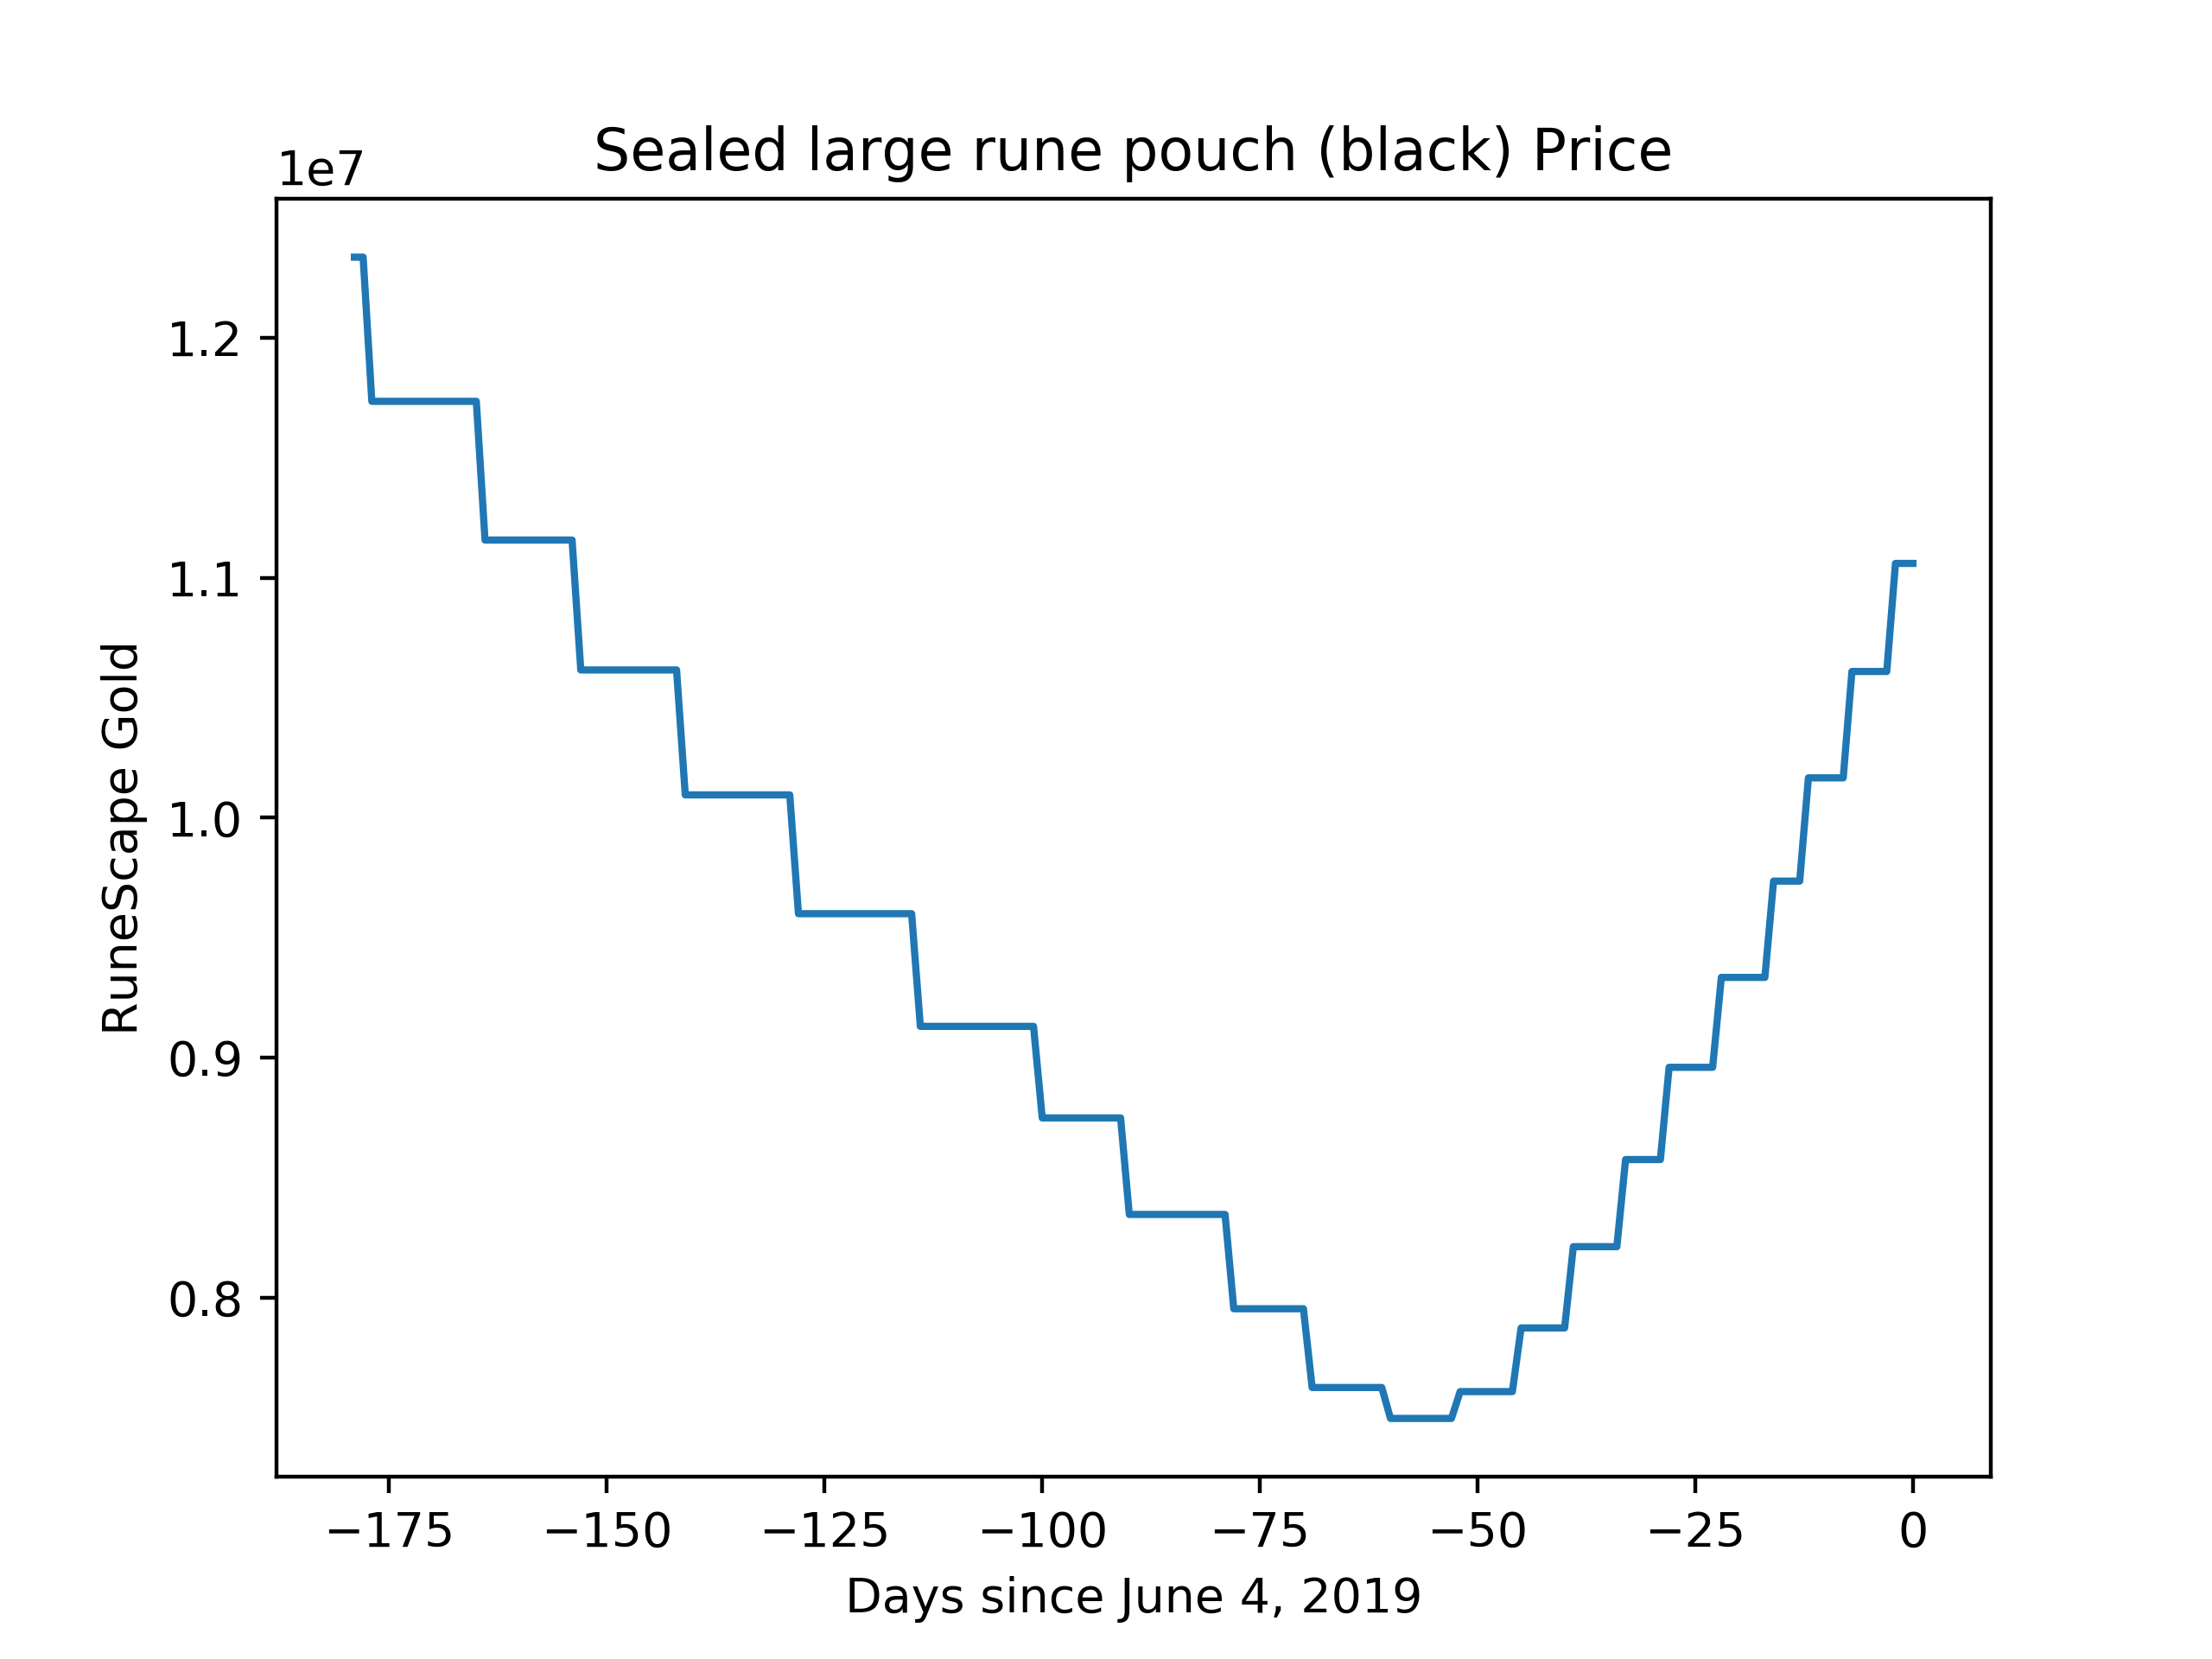 Sealed large rune pouch (black) Price
1e7
1.2
1.1
1.0
0.9
0.8
RuneScape Gold
−175 −150 −125 −100 −75 −50 −25 0
Days since June 4, 2019